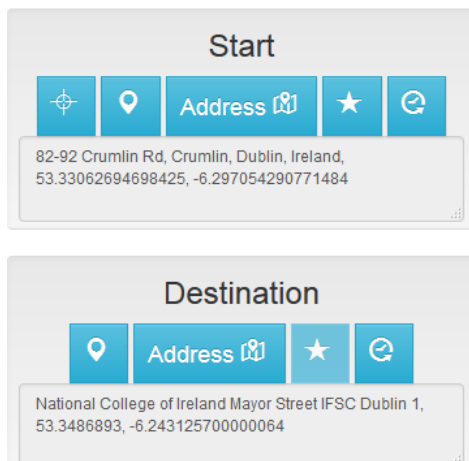 Start
Address
82-92 Crumlin Rd, Crumlin, Dublin, Ireland,
53.33062694698425, -6.297054290771484
Destination
Address
National College of Ireland Mayor Street IFSC Dublin 1,
53.3486893, -6.243125700000064